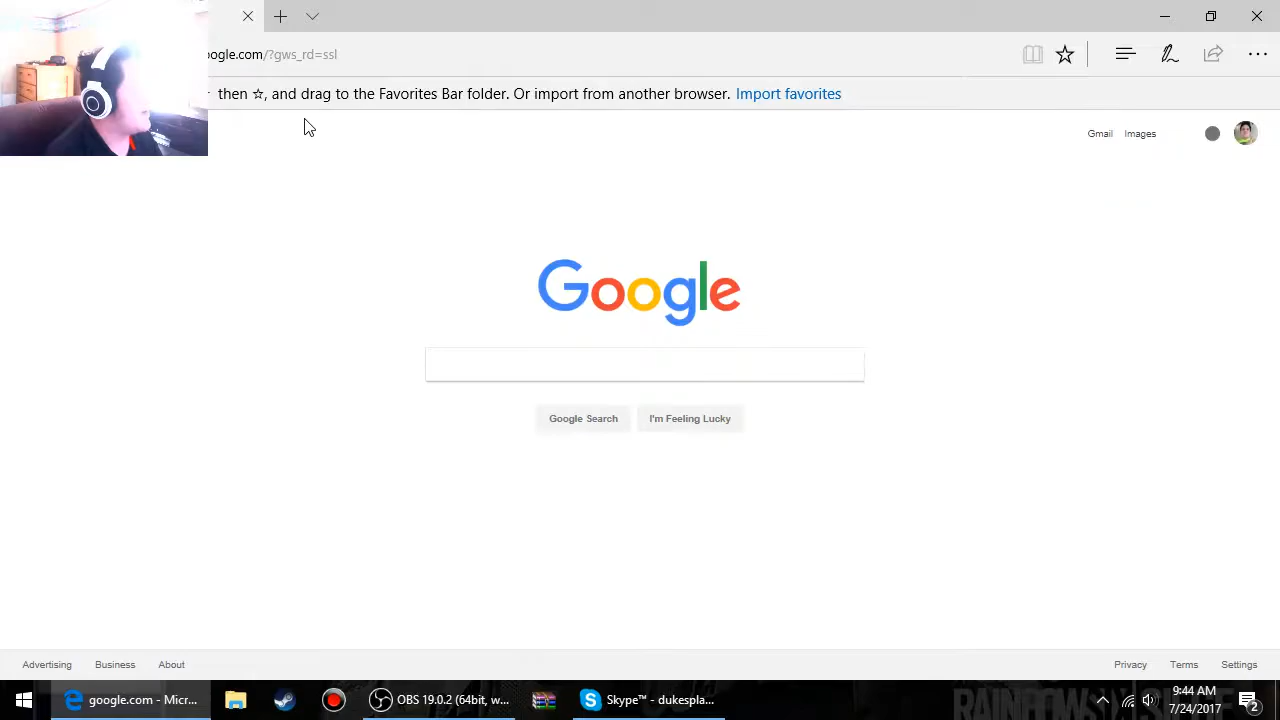 ogle.com/?gws_rd=ssl
then ☆, and drag to the Favorites Bar folder. Or import from another browser. Import favorites
Gmail Images
Google
Google Search I'm Feeling Lucky
Advertising Business About
Privacy Terms Settings
google.com - Micr...
OBS 19.0.2 (64bit, w...
Skype™ - dukespla...
9:44 AM
7/24/2017
2
RAINBOW